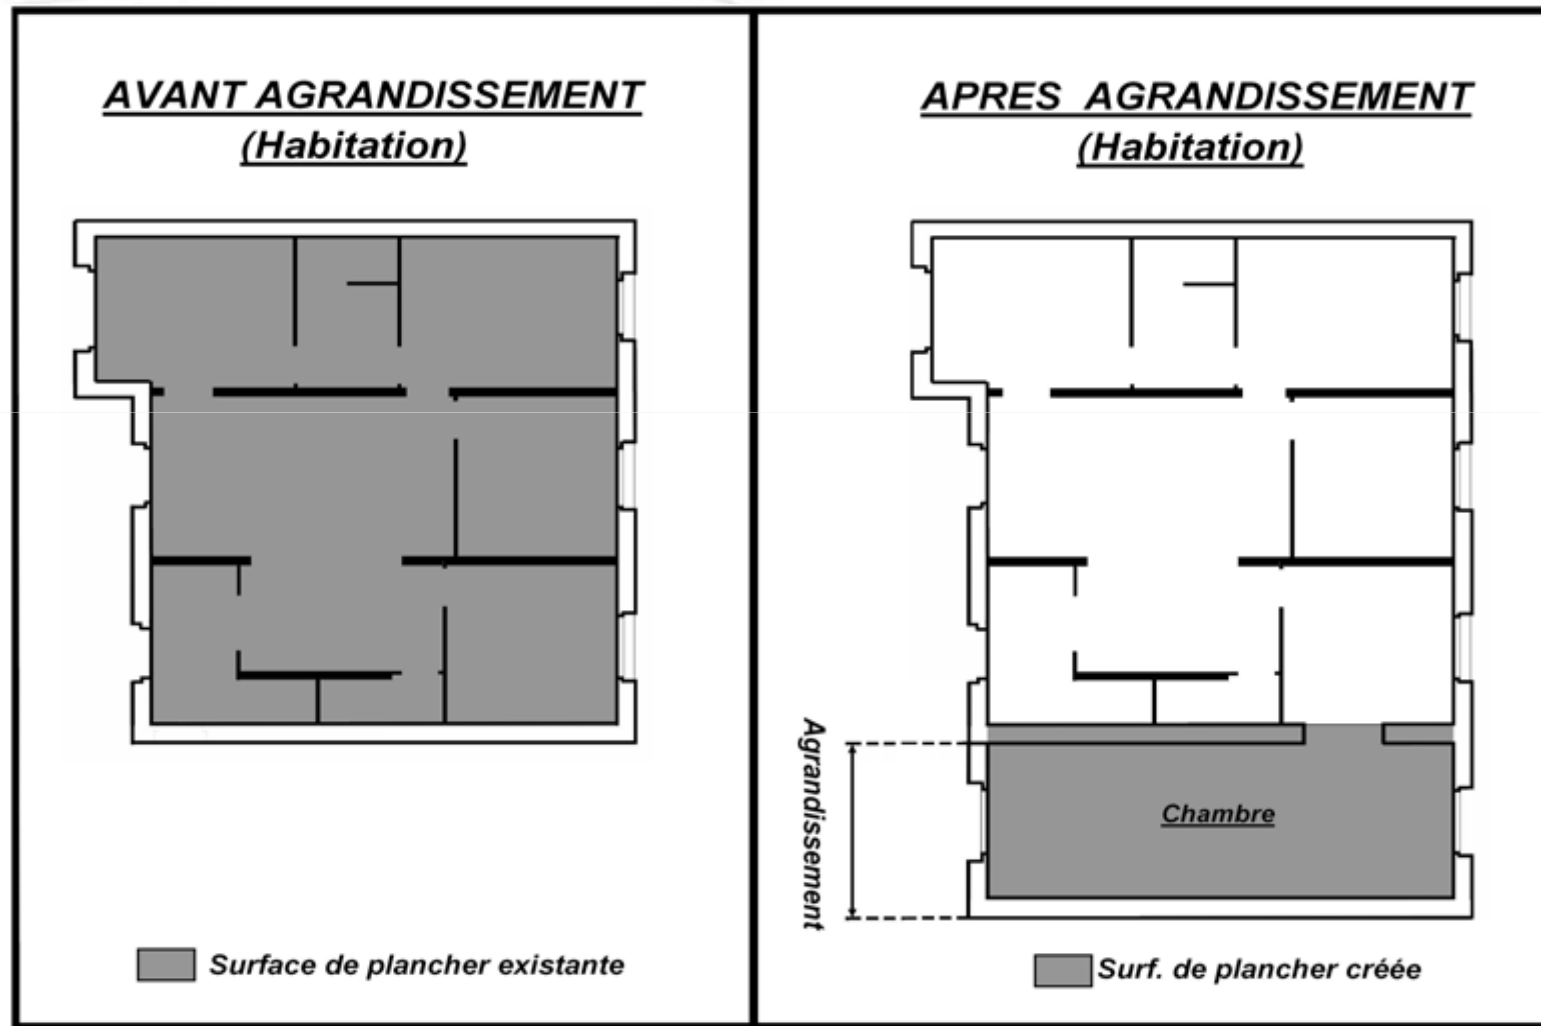 AVANT AGRANDISSEMENT
(Habitation)
Surface de plancher existante
APRES AGRANDISSEMENT
(Habitation)
Agrandissement
Chambre
Surf. de plancher créée